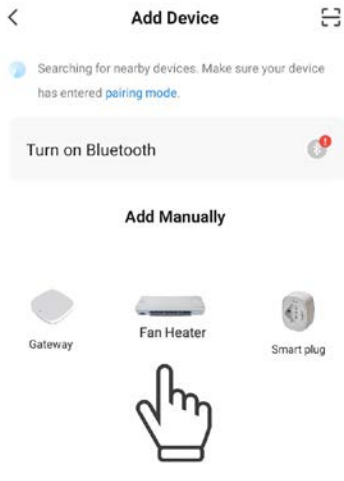 Add Device
Searching for nearby devices. Make sure your device
has entered pairing mode.
Turn on Bluetooth
Add Manually
Gateway
Fan Heater
Smart plug